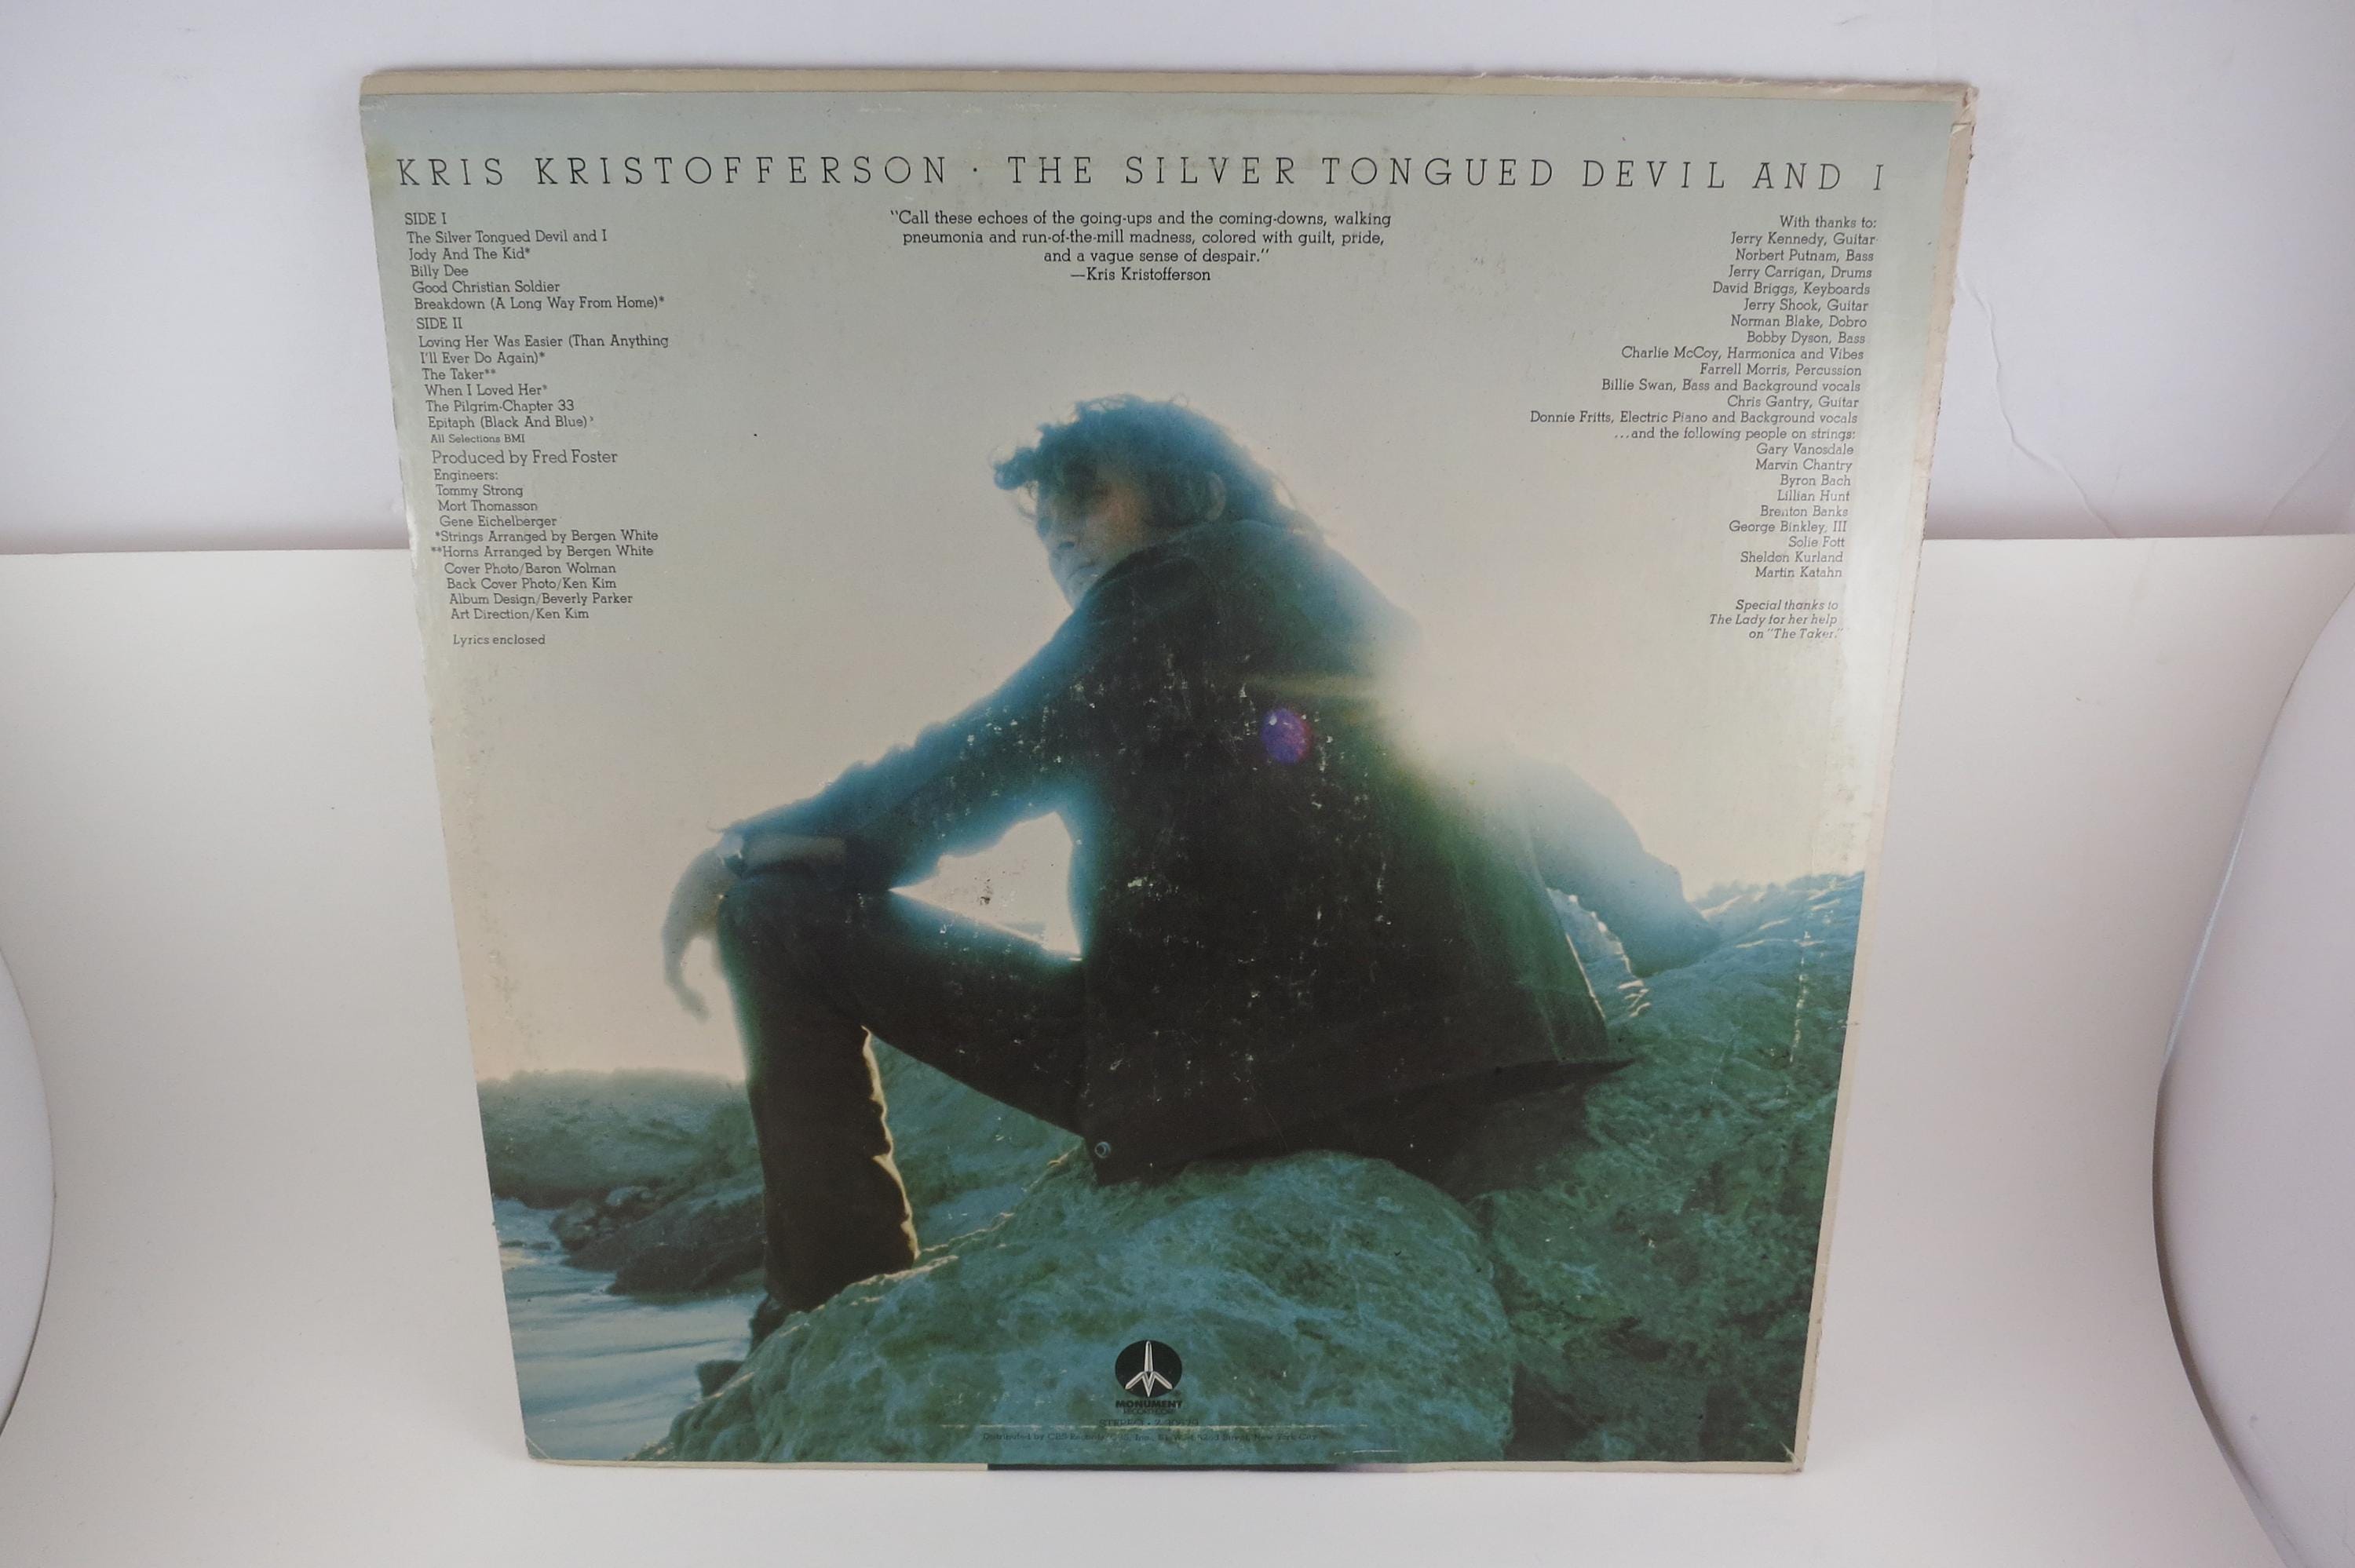 KRIS KRISTOFFERSON · THE SILVER TONGUED DEVIL AND I
SIDE I
The Silver Tongued Devil and I
Jody And The Kid*
Billy Dee
Good Christian Soldier
Breakdown (A Long Way From Home)*
SIDE II
Loving Her Was Easier (Than Anything
I'll Ever Do Again)*
The Taker**
When I Loved Her*
The Pilgrim-Chapter 33
Epitaph (Black And Blue)*
All Selections BMI
Produced by Fred Foster
Engineers:
Tommy Strong
Mort Thomasson
Gene Eichelberger
*Strings Arranged by Bergen White
**Horns Arranged by Bergen White
Cover Photo/Baron Wolman
Back Cover Photo/Ken Kim
Album Design/Beverly Parker
Art Direction/Ken Kim
Lyrics enclosed
"Call these echoes of the going-ups and the coming-downs, walking
pneumonia and run-of-the-mill madness, colored with guilt, pride,
and a vague sense of despair."
—Kris Kristofferson
With thanks to:
Jerry Kennedy, Guitar
Norbert Putnam, Bass
Jerry Carrigan, Drums
David Briggs, Keyboards
Jerry Shook, Guitar
Norman Blake, Dobro
Bobby Dyson, Bass
Charlie McCoy, Harmonica and Vibes
Farrell Morris, Percussion
Billie Swan, Bass and Background vocals
Chris Gantry, Guitar
Donnie Fritts, Electric Piano and Background vocals
...and the following people on strings:
Gary Vanosdale
Marvin Chantry
Byron Bach
Lillian Hunt
Brenton Banks
George Binkley, III
Solie Fott
Sheldon Kurland
Martin Katahn
Special thanks to
The Lady for her help
on "The Taker."
MONUMENT
STEREO
Distributed by CBS Records New York City